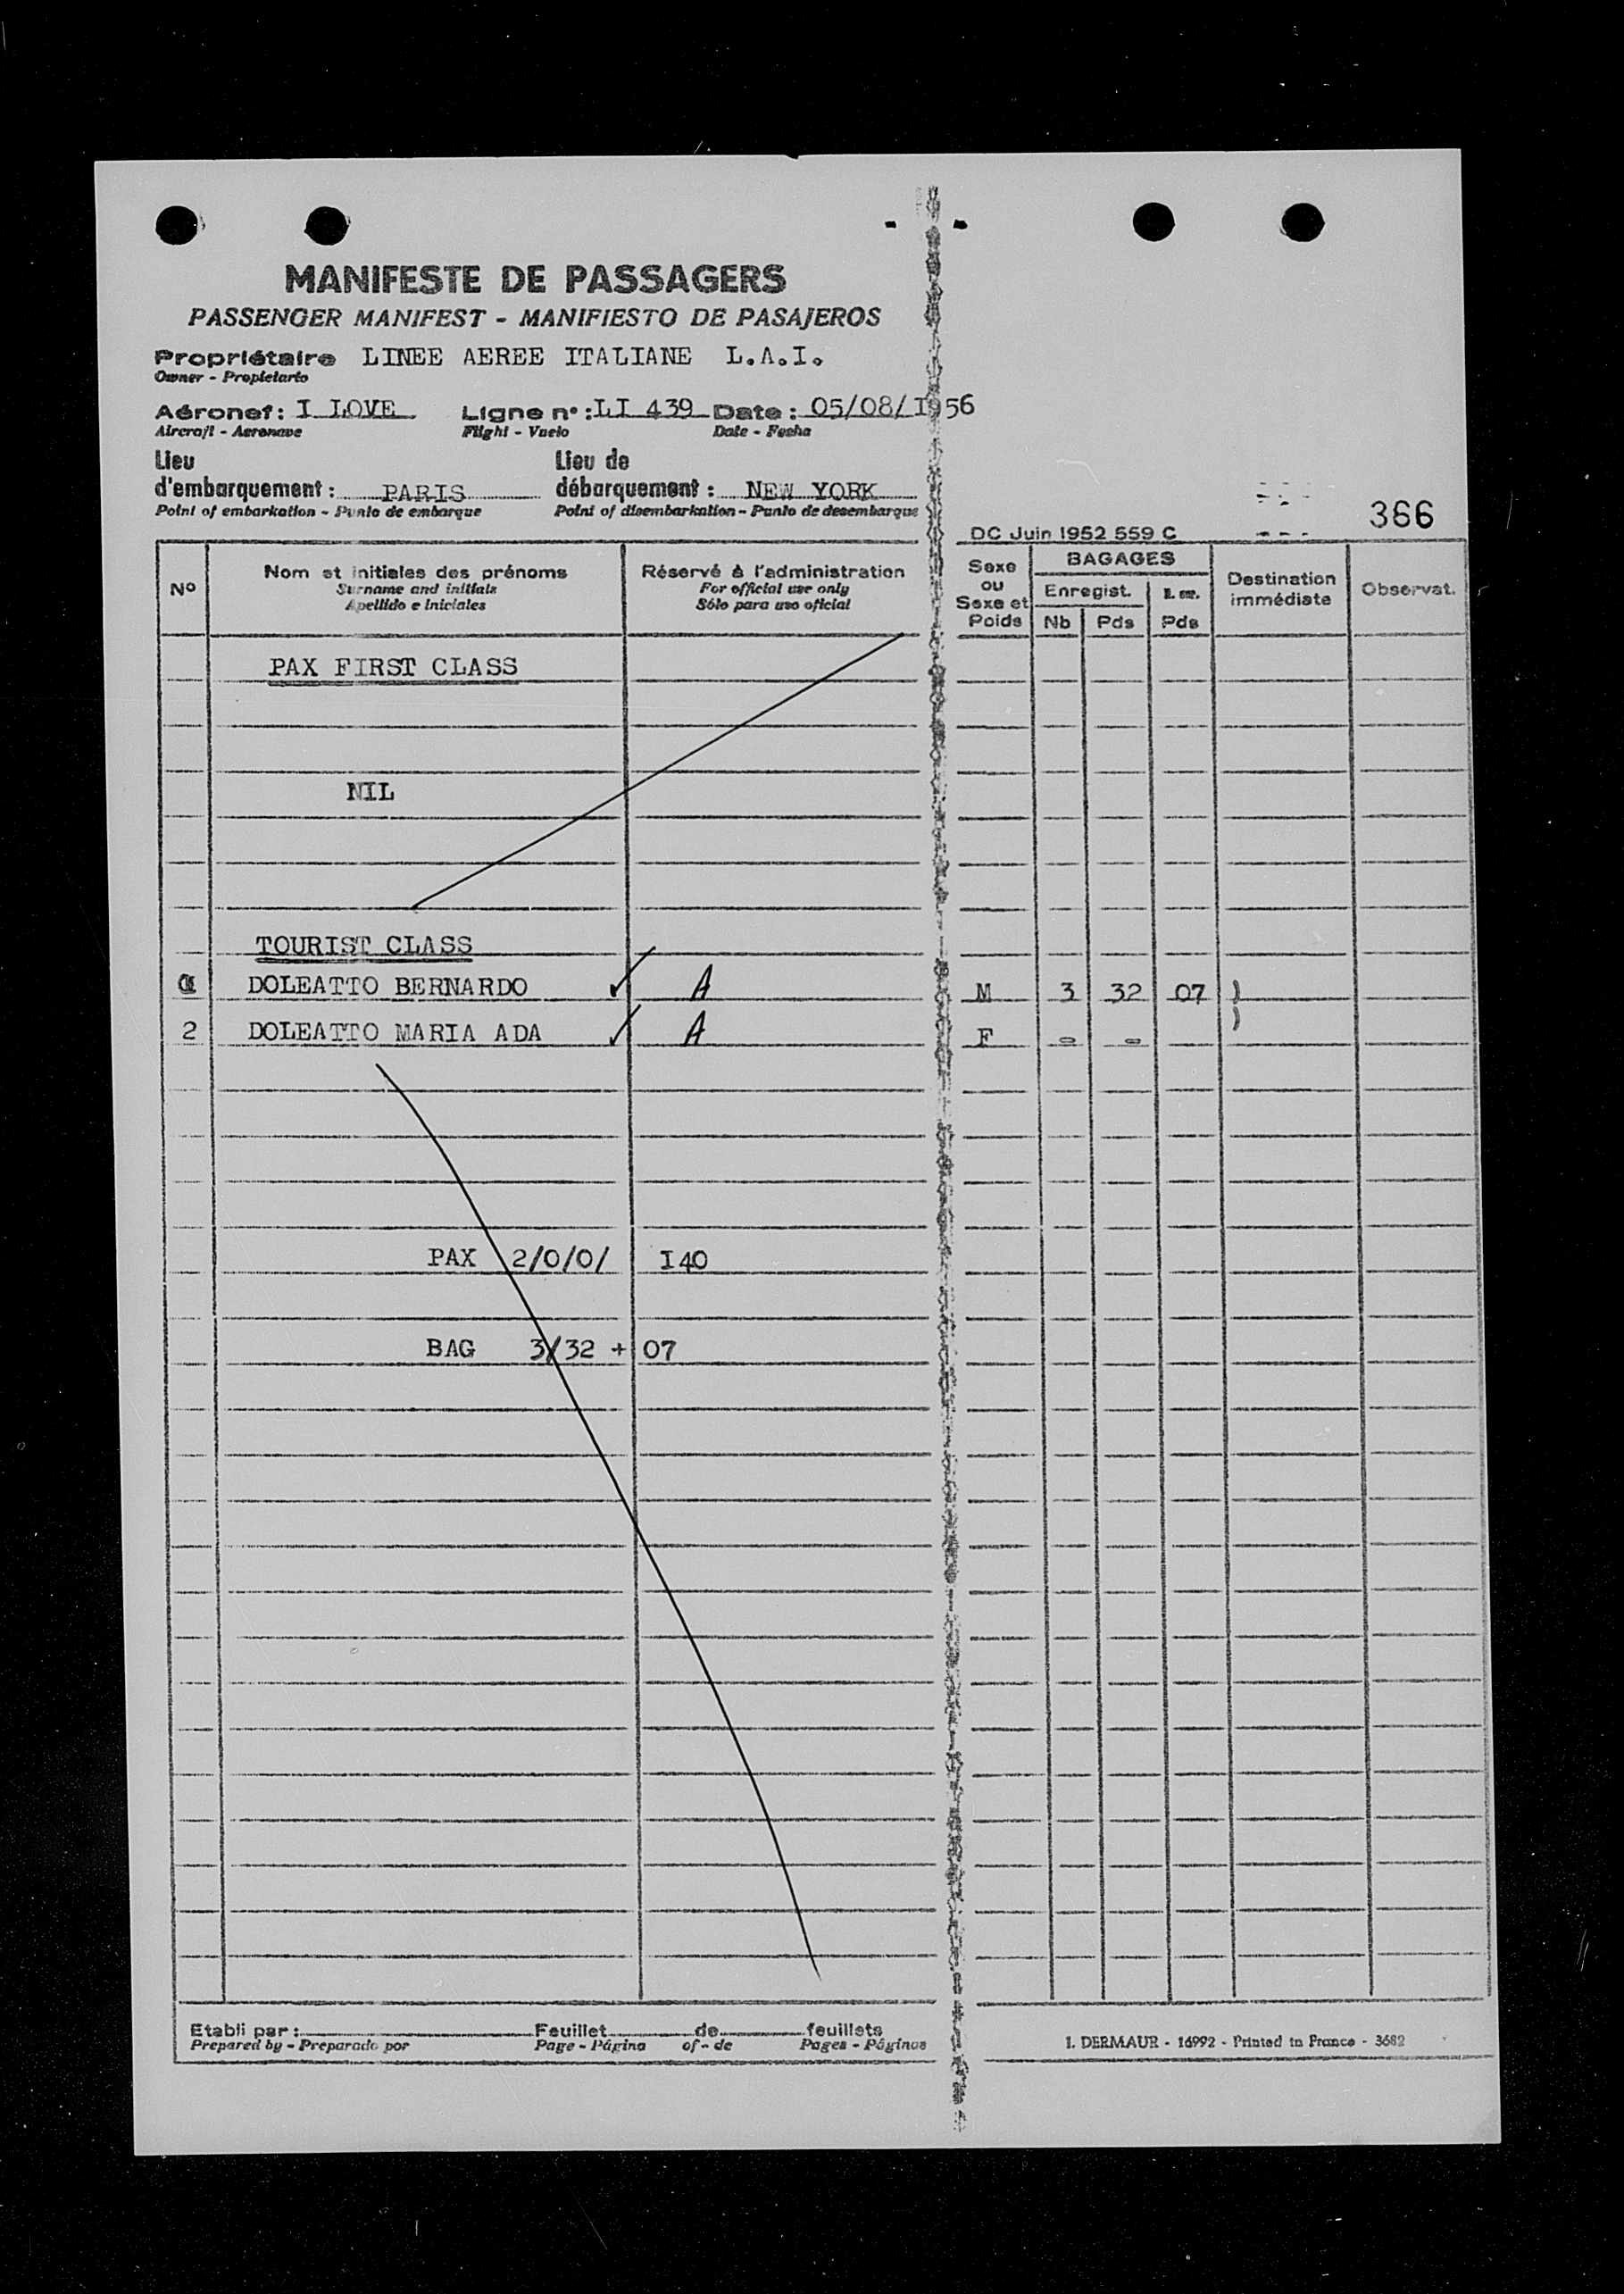 MANIFESTE DE PASSAGERS
PASSENGER MANIFEST - MANIFIESTO DE PASAJEROS
Propriétaire LINEE AEREE ITALIANE L.A.I.
Owner - Propietario
Aéronef: I LOVE Ligne n°: LI 439 Date: 05/08/I956
Aircraft - Aeronave Flight - Vuelo Date - Fecha
Lieu Lieu de
d'embarquement: PARIS débarquement: NEW YORK
Point of embarkation - Punto de embarque Point of disembarkation - Punto de desembarque
366
DC Juin 1952 559 C
N° Nom et initiales des prénoms Réservé à l'administration Sexe BAGAGES Destination Observat.
Surname and initials For official use only ou Enregist. immédiate
Apellido e iniciales Sólo para uso oficial Sexe et
Poids Nb Pds Pds
PAX FIRST CLASS
NIL
TOURIST CLASS
DOLEATTO BERNARDO ✓ A M 3 32 07 )
2 DOLEATTO MARIA ADA ✓ A F - - )
PAX 2/0/0/ I40
BAG 3/32 + 07
Etabli par: Feuillet de feuillets
Prepared by - Preparado por Page - Página of - de Pages - Páginas
I. DERMAUR - 16992 - Printed in France - 3682